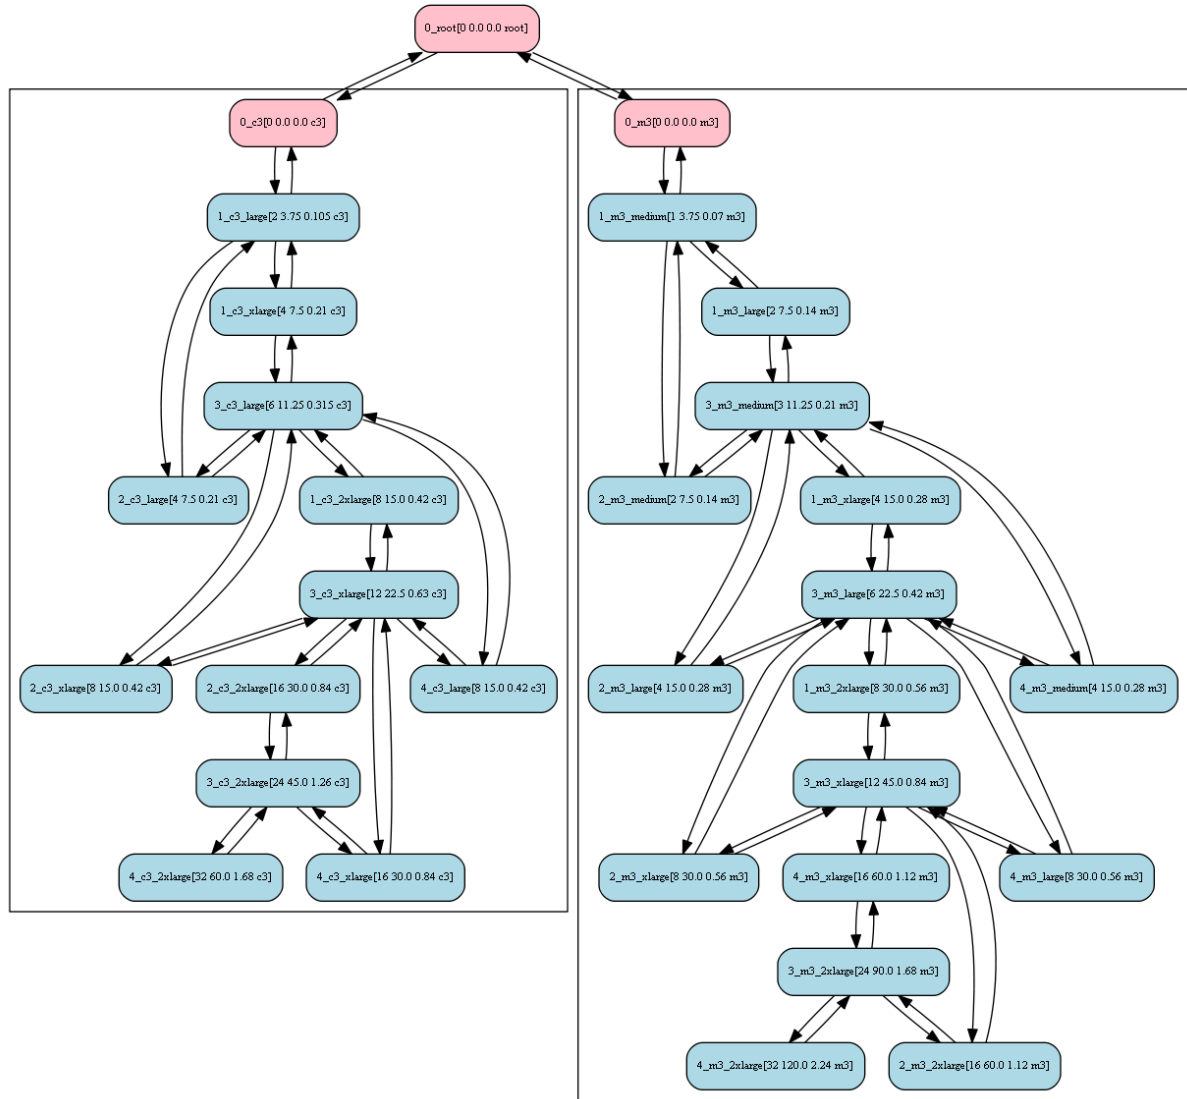 0_root[0 0.0 0.0 root]
0_c3[0 0.0 0.0 c3]
0_m3[0 0.0 0.0 m3]
1_c3_large[2 3.75 0.105 c3]
1_m3_medium[1 3.75 0.07 m3]
1_c3_xlarge[4 7.5 0.21 c3]
1_m3_large[2 7.5 0.14 m3]
3_c3_large[6 11.25 0.315 c3]
3_m3_medium[3 11.25 0.21 m3]
2_c3_large[4 7.5 0.21 c3]
1_c3_2xlarge[8 15.0 0.42 c3]
2_m3_medium[2 7.5 0.14 m3]
1_m3_xlarge[4 15.0 0.28 m3]
3_c3_xlarge[12 22.5 0.63 c3]
3_m3_large[6 22.5 0.42 m3]
2_c3_xlarge[8 15.0 0.42 c3]
2_c3_2xlarge[16 30.0 0.84 c3]
4_c3_large[8 15.0 0.42 c3]
2_m3_large[4 15.0 0.28 m3]
1_m3_2xlarge[8 30.0 0.56 m3]
4_m3_medium[4 15.0 0.28 m3]
3_c3_2xlarge[24 45.0 1.26 c3]
3_m3_xlarge[12 45.0 0.84 m3]
4_c3_2xlarge[32 60.0 1.68 c3]
4_c3_xlarge[16 30.0 0.84 c3]
2_m3_xlarge[8 30.0 0.56 m3]
4_m3_xlarge[16 60.0 1.12 m3]
4_m3_large[8 30.0 0.56 m3]
3_m3_2xlarge[24 90.0 1.68 m3]
4_m3_2xlarge[32 120.0 2.24 m3]
2_m3_2xlarge[16 60.0 1.12 m3]